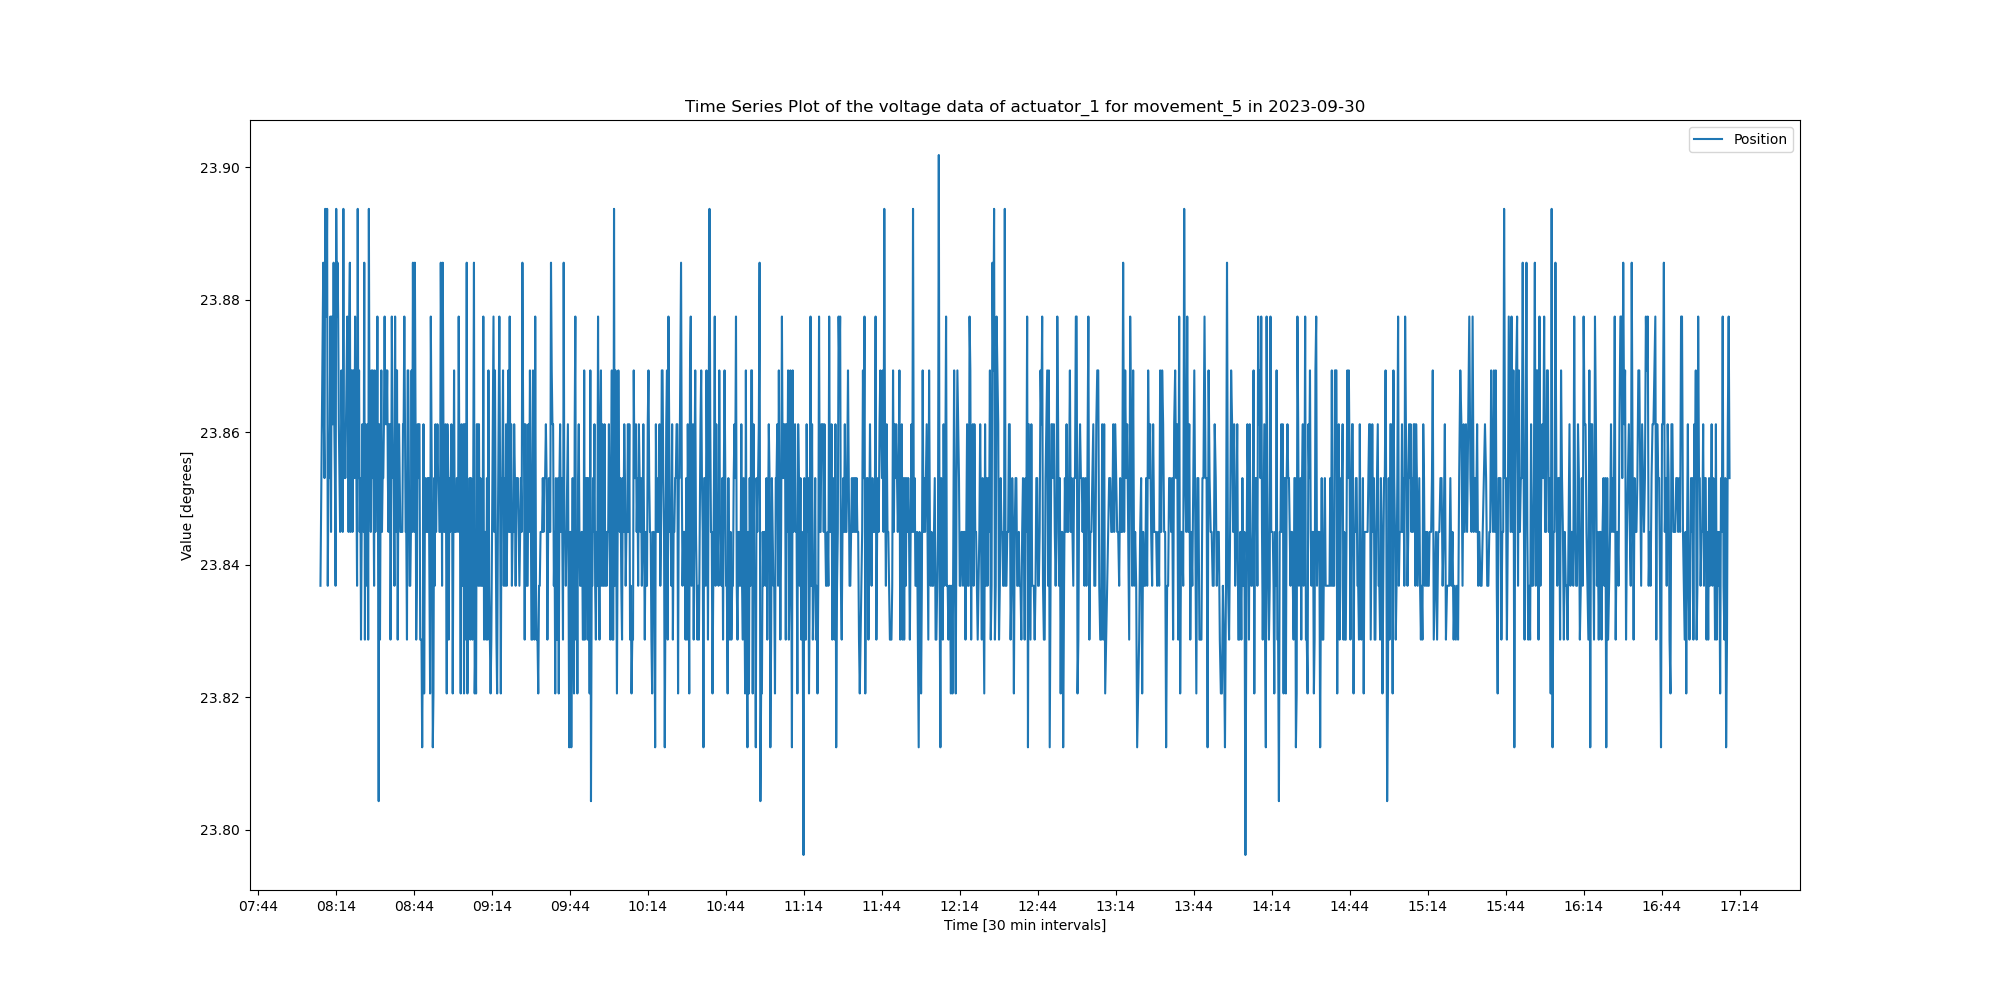 Time Series Plot of the voltage data of actuator_1 for movement_5 in 2023-09-30
Position
23.90
23.88
23.86
23.84
23.82
23.80
Value [degrees]
07:44 08:14 08:44 09:14 09:44 10:14 10:44 11:14 11:44 12:14 12:44 13:14 13:44 14:14 14:44 15:14 15:44 16:14 16:44 17:14
Time [30 min intervals]